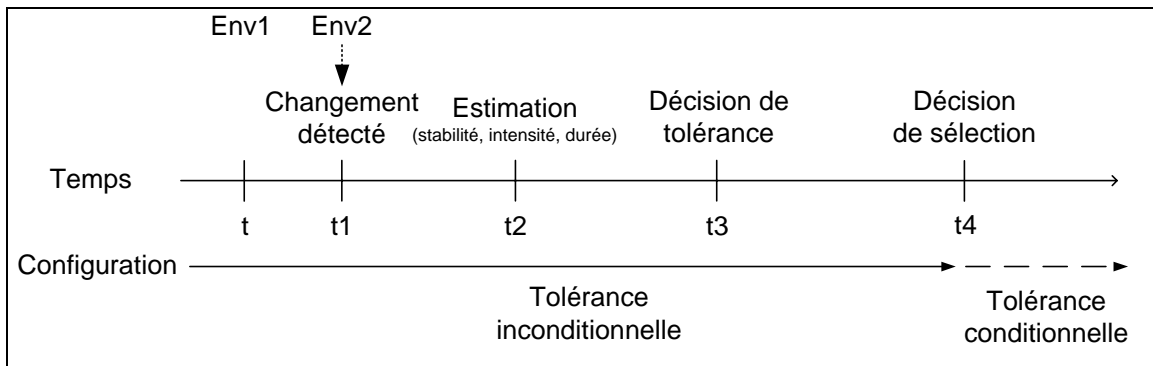 Env1 Env2
Changement
détecté
Estimation
(stabilité, intensité, durée)
Décision de
tolérance
Décision
de sélection
Temps
t t1 t2 t3 t4
Configuration
Tolérance
inconditionnelle
Tolérance
conditionnelle